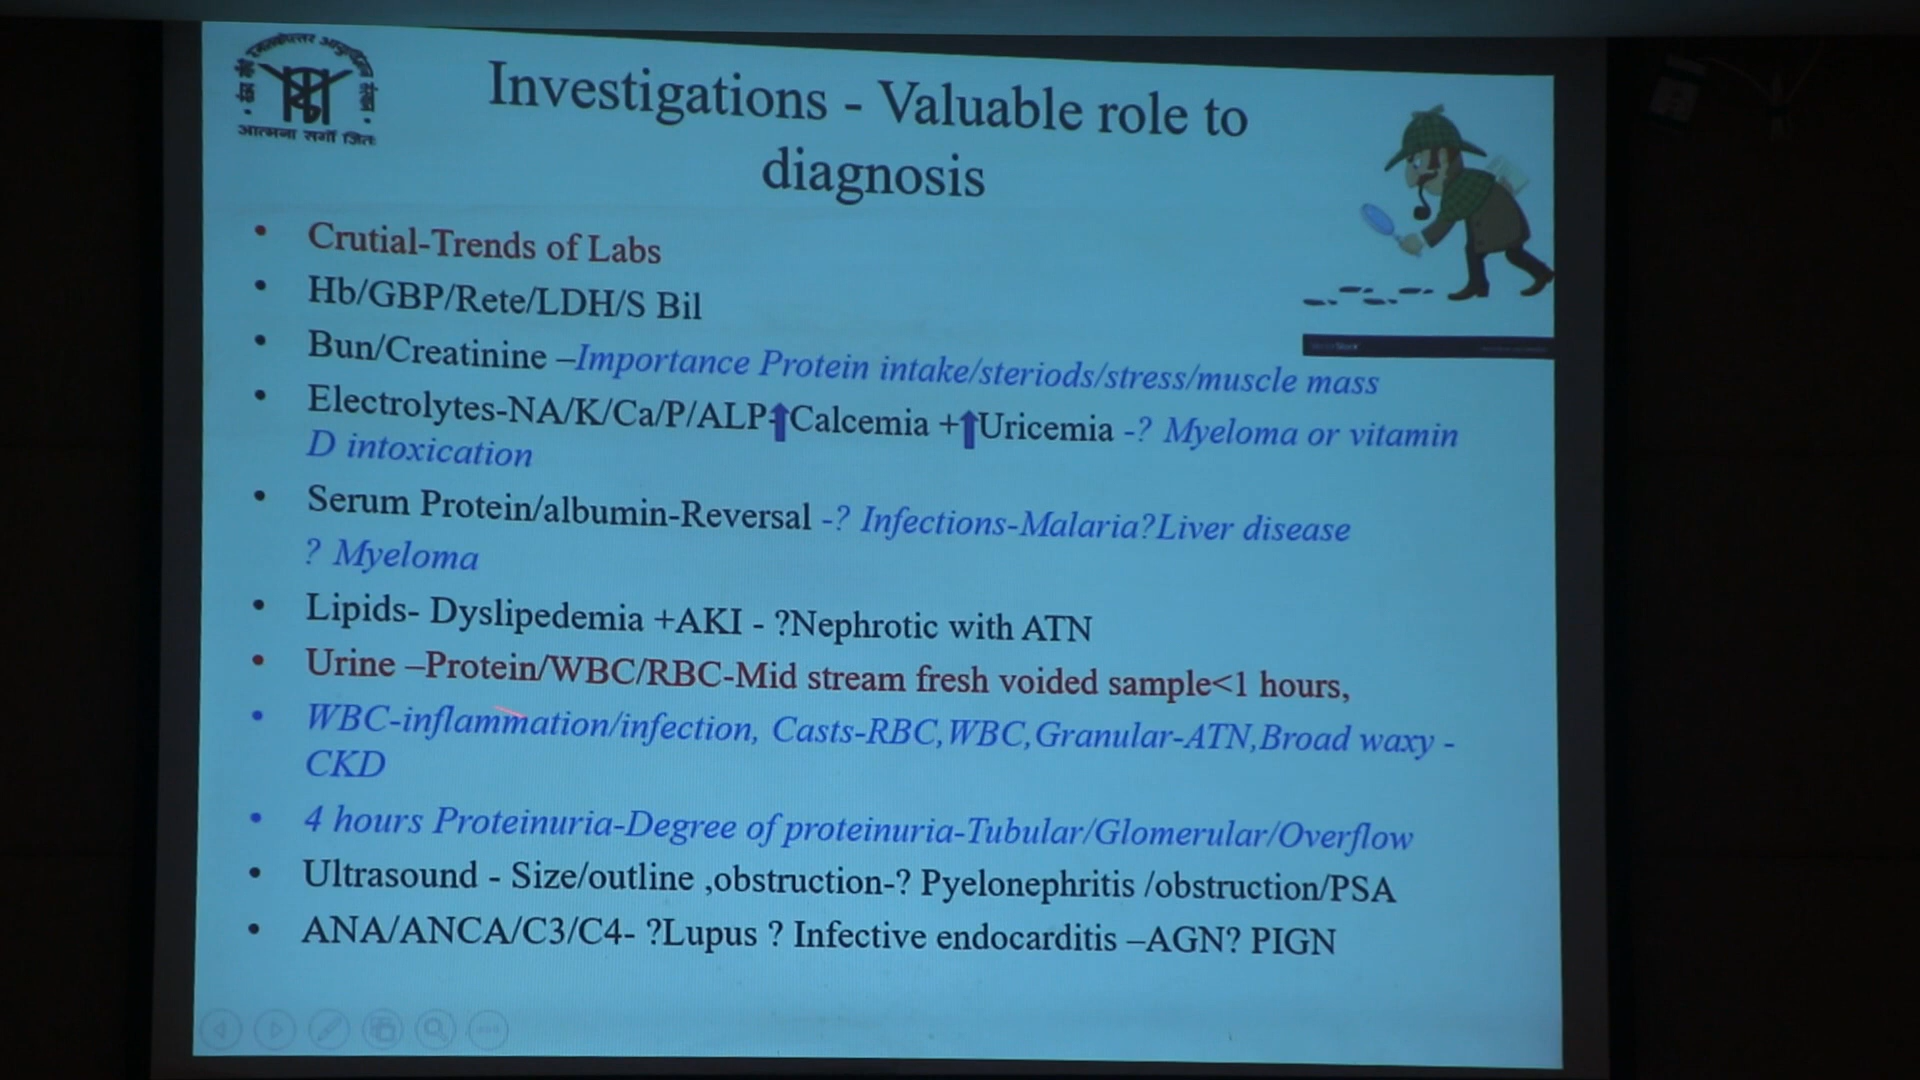 आत्मना सर्गो जितः
Investigations - Valuable role to
diagnosis
• Crutial-Trends of Labs
• Hb/GBP/Rete/LDH/S Bil
• Bun/Creatinine –Importance Protein intake/steriods/stress/muscle mass
• Electrolytes-NA/K/Ca/P/ALP-↑Calcemia +↑Uricemia -? Myeloma or vitamin
D intoxication
• Serum Protein/albumin-Reversal -? Infections-Malaria?Liver disease
? Myeloma
• Lipids- Dyslipedemia +AKI - ?Nephrotic with ATN
• Urine –Protein/WBC/RBC-Mid stream fresh voided sample<1 hours,
• WBC-inflammation/infection, Casts-RBC,WBC,Granular-ATN,Broad waxy -
CKD
• 4 hours Proteinuria-Degree of proteinuria-Tubular/Glomerular/Overflow
• Ultrasound - Size/outline ,obstruction-? Pyelonephritis /obstruction/PSA
• ANA/ANCA/C3/C4- ?Lupus ? Infective endocarditis –AGN? PIGN